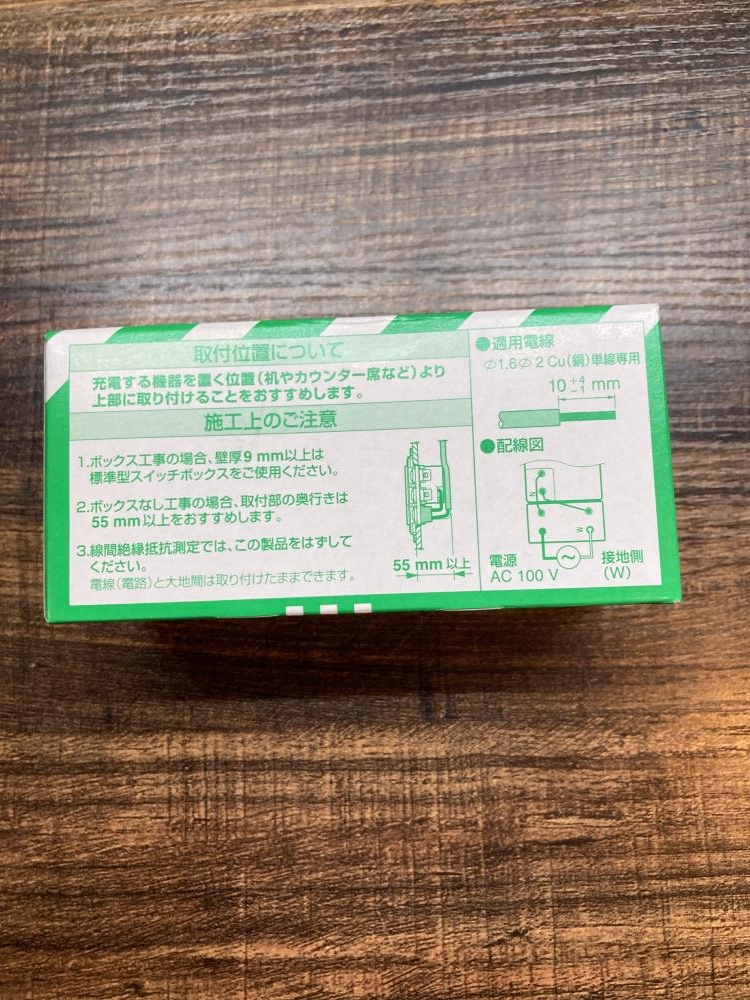 取付位置について
充電する機器を置く位置(机やカウンター席など)より
上部に取り付けることをおすすめします。
施工上のご注意
1.ボックス工事の場合、壁厚9 mm以上は
標準型スイッチボックスをご使用ください。
2.ボックスなし工事の場合、取付部の奥行きは
55 mm以上をおすすめします。
3.線間絶縁抵抗測定では、この製品をはずして
ください。
電線(電路)と大地間は取り付けたままできます。
55 mm 以上
●適用電線
∅1.6∅2 Cu(銅)単線専用
10 +4 −1 mm
●配線図
W
W
電源
AC 100 V
接地側
(W)